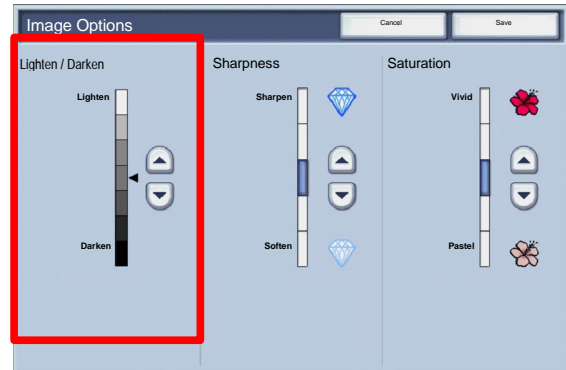 Image Options
Cancel
Save
Lighten / Darken
Lighten
Darken
Sharpness
Sharpen
Soften
Saturation
Vivid
Pastel